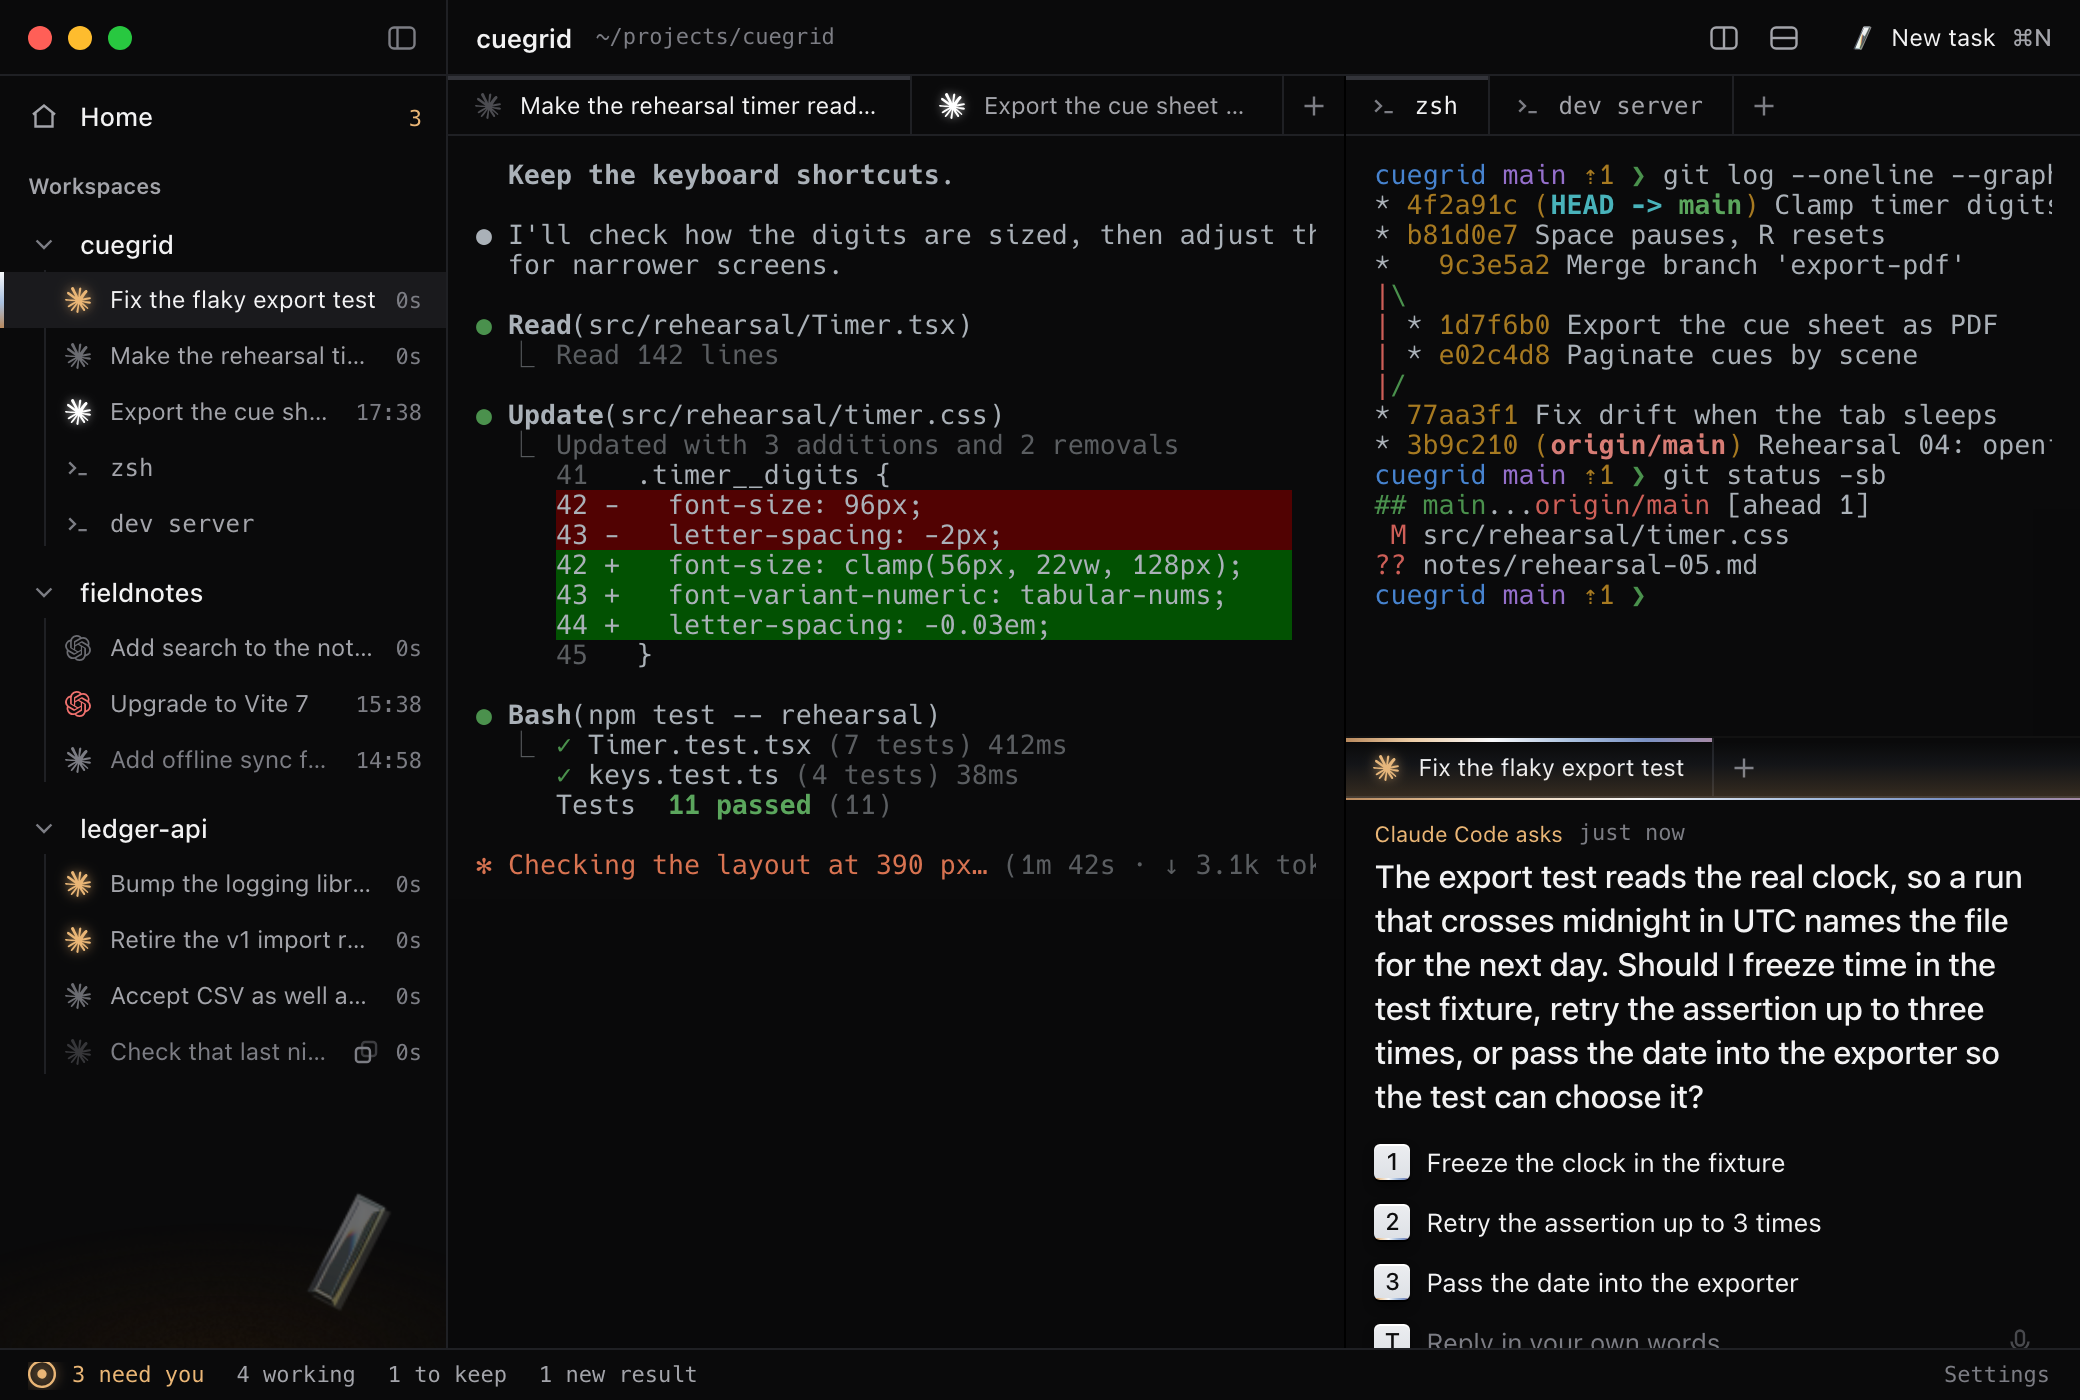 cuegrid ~/projects/cuegrid
New task ⌘N
Home 3
Workspaces
cuegrid
Fix the flaky export test 0s
Make the rehearsal ti... 0s
Export the cue sh... 17:38
zsh
dev server
fieldnotes
Add search to the not... 0s
Upgrade to Vite 7 15:38
Add offline sync f... 14:58
ledger-api
Bump the logging libr... 0s
Retire the v1 import r... 0s
Accept CSV as well a... 0s
Check that last ni... 0s
Make the rehearsal timer read...
Export the cue sheet ...
Keep the keyboard shortcuts.
● I'll check how the digits are sized, then adjust th
for narrower screens.
● Read(src/rehearsal/Timer.tsx)
⎿ Read 142 lines
● Update(src/rehearsal/timer.css)
⎿ Updated with 3 additions and 2 removals
41 .timer__digits {
42 - font-size: 96px;
43 - letter-spacing: -2px;
42 + font-size: clamp(56px, 22vw, 128px);
43 + font-variant-numeric: tabular-nums;
44 + letter-spacing: -0.03em;
45 }
● Bash(npm test -- rehearsal)
⎿ ✓ Timer.test.tsx (7 tests) 412ms
✓ keys.test.ts (4 tests) 38ms
Tests 11 passed (11)
✻ Checking the layout at 390 px… (1m 42s · ↓ 3.1k tok
zsh
dev server
cuegrid main ⇡1 ❯ git log --oneline --graph
* 4f2a91c (HEAD -> main) Clamp timer digits
* b81d0e7 Space pauses, R resets
* 9c3e5a2 Merge branch 'export-pdf'
|\
| * 1d7f6b0 Export the cue sheet as PDF
| * e02c4d8 Paginate cues by scene
|/
* 77aa3f1 Fix drift when the tab sleeps
* 3b9c210 (origin/main) Rehearsal 04: open
cuegrid main ⇡1 ❯ git status -sb
## main...origin/main [ahead 1]
M src/rehearsal/timer.css
?? notes/rehearsal-05.md
cuegrid main ⇡1 ❯
Fix the flaky export test
Claude Code asks just now
The export test reads the real clock, so a run
that crosses midnight in UTC names the file
for the next day. Should I freeze time in the
test fixture, retry the assertion up to three
times, or pass the date into the exporter so
the test can choose it?
1 Freeze the clock in the fixture
2 Retry the assertion up to 3 times
3 Pass the date into the exporter
T Reply in your own words
3 need you 4 working 1 to keep 1 new result
Settings